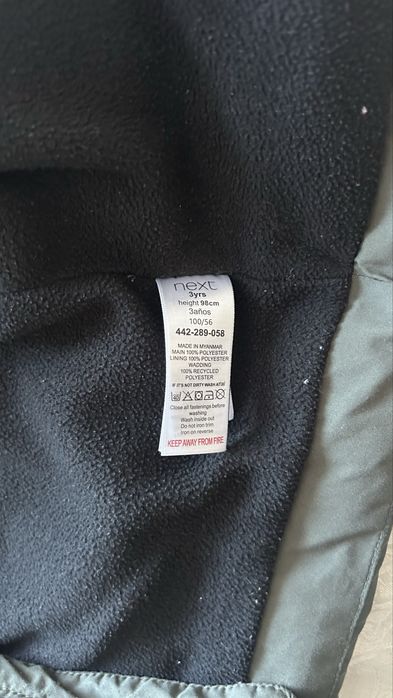 next
3yrs
height 98cm
3años
100/56
442-289-058
MADE IN MYANMAR
MAIN 100% POLYESTER
LINING 100% POLYESTER
WADDING
100% RECYCLED
POLYESTER
IF IT'S NOT DIRTY WASH AT 30
Close all fastenings before
washing
Wash inside out
Do not iron trim
Iron on reverse
KEEP AWAY FROM FIRE